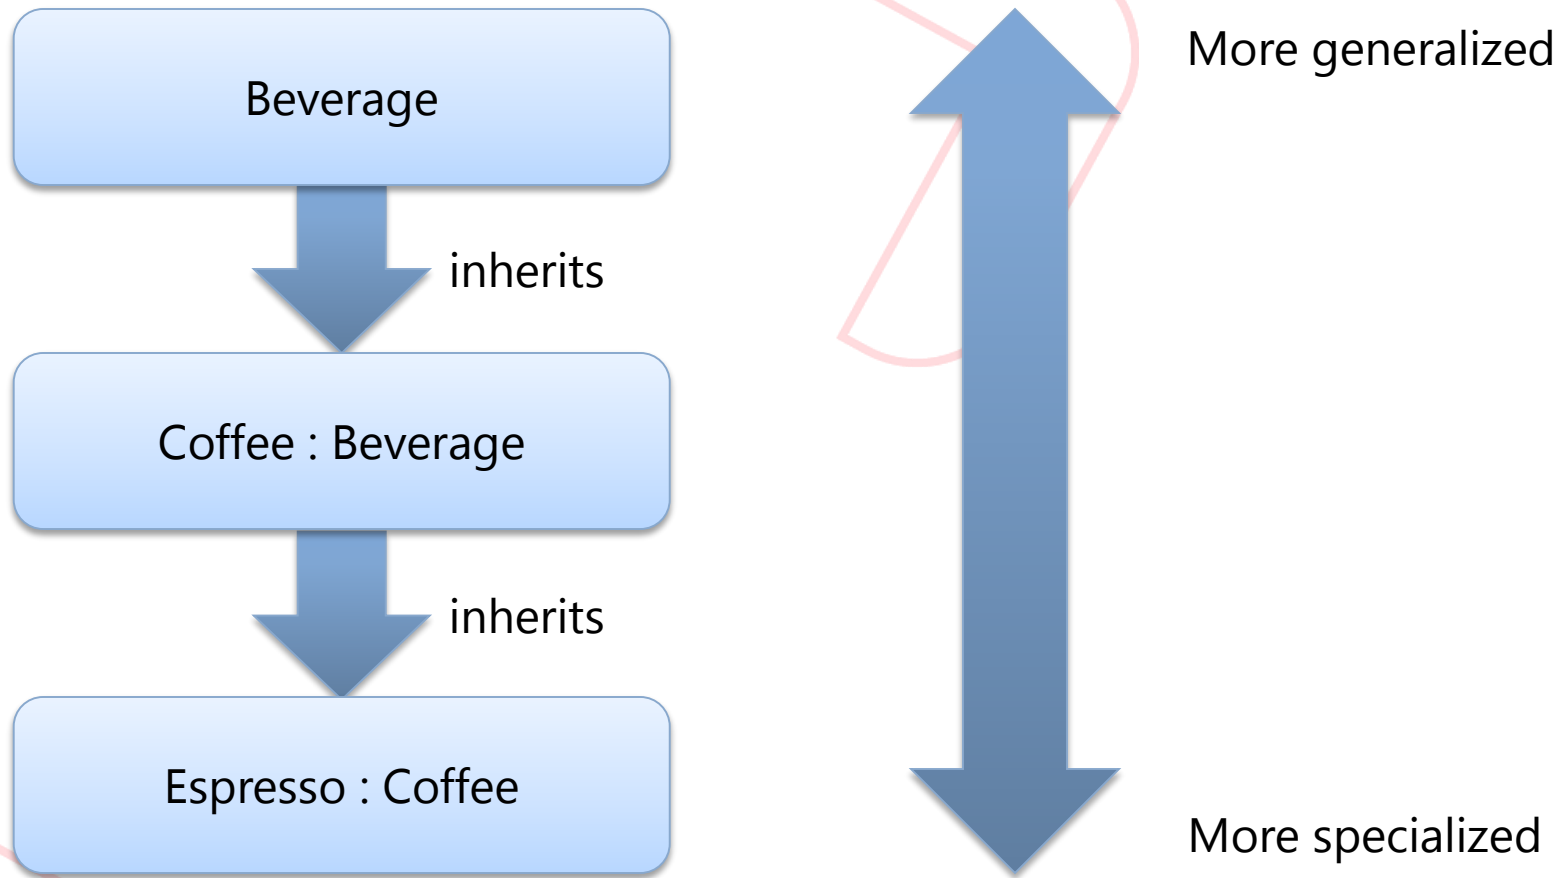 Beverage
More generalized
inherits
Coffee : Beverage
inherits
Espresso : Coffee
More specialized